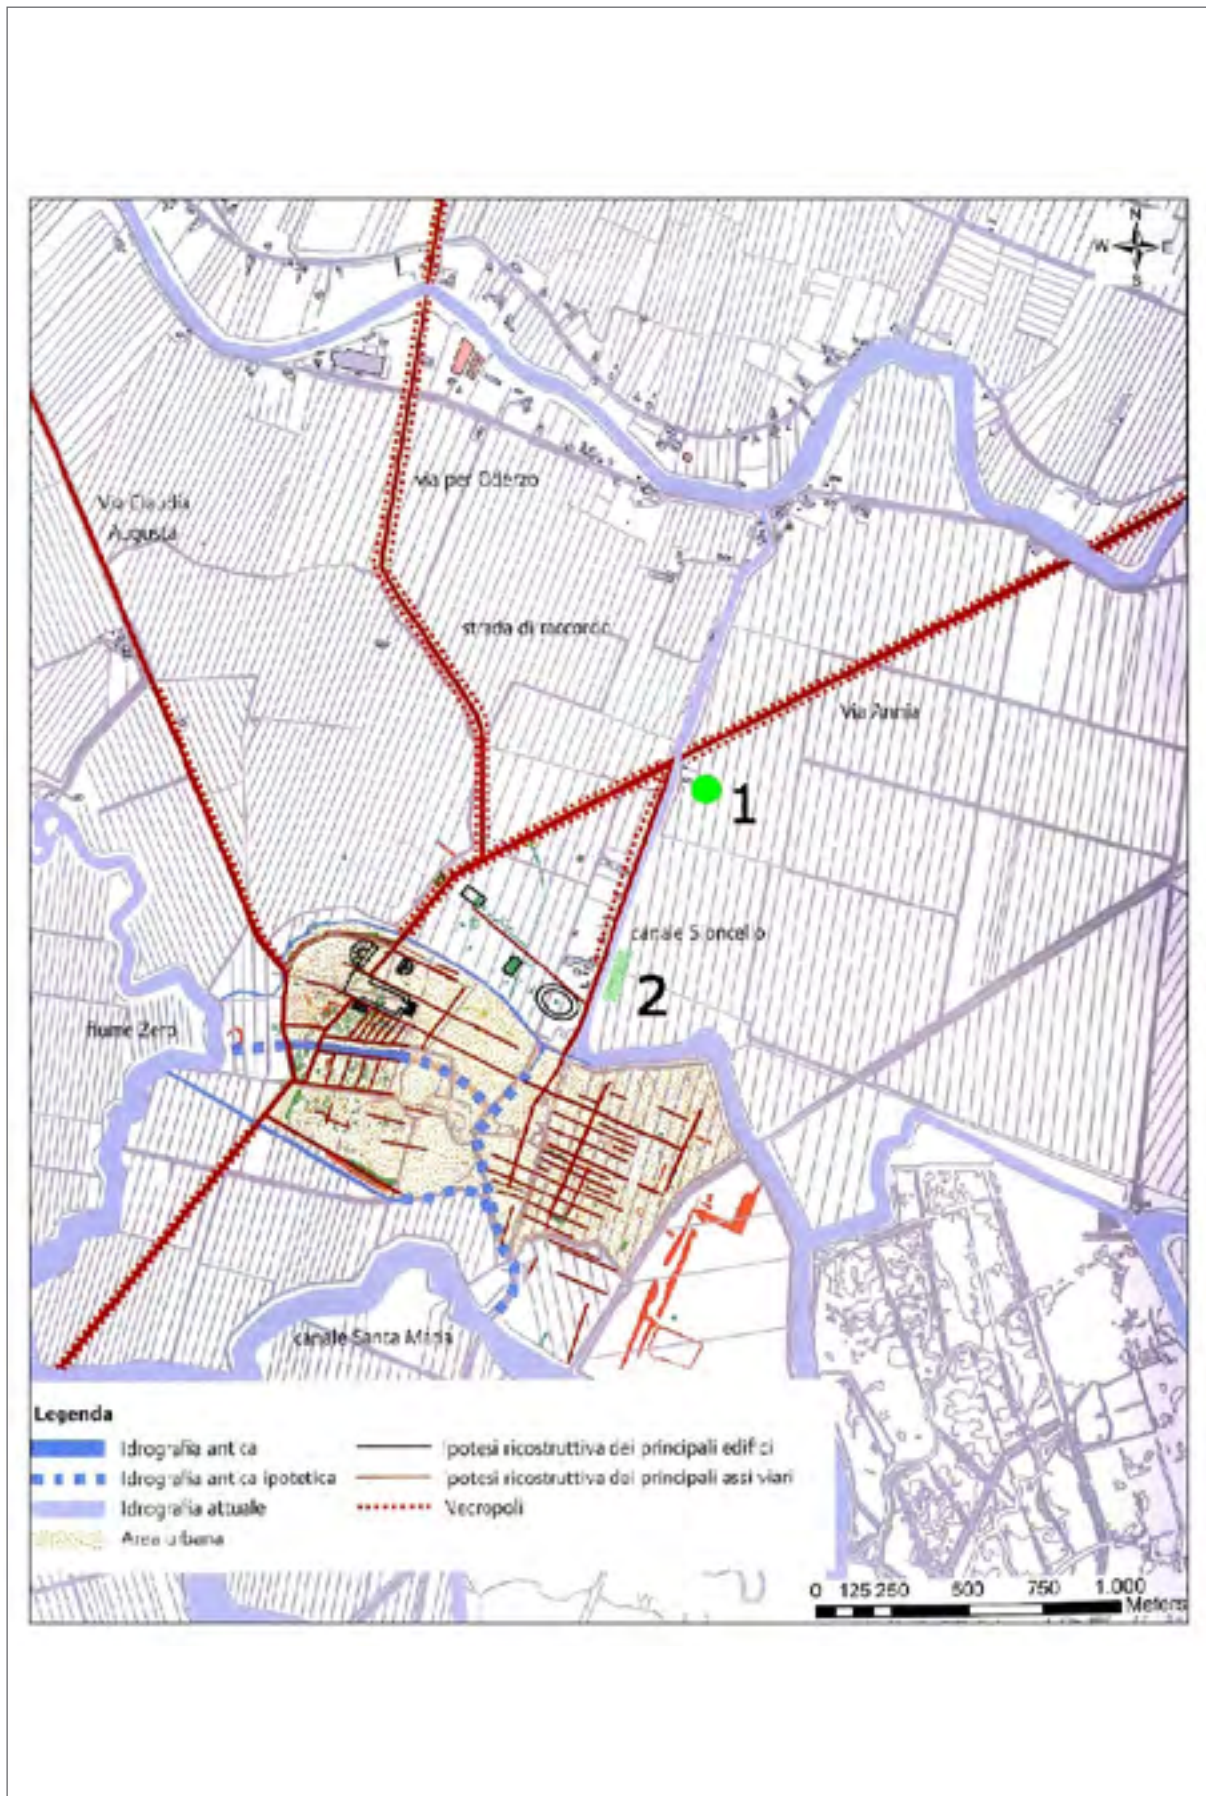 N
W E
S
via per Oderzo
Via Claudia
Augusta
strada di raccordo
Via Annia
1
canale Sioncello
2
fiume Zero
canale Santa Maria
Legenda
Idrografia antica
Idrografia antica ipotetica
Idrografia attuale
Area urbana
Ipotesi ricostruttiva dei principali edifici
Ipotesi ricostruttiva dei principali assi viari
Necropoli
0 125 250 500 750 1.000
Meters